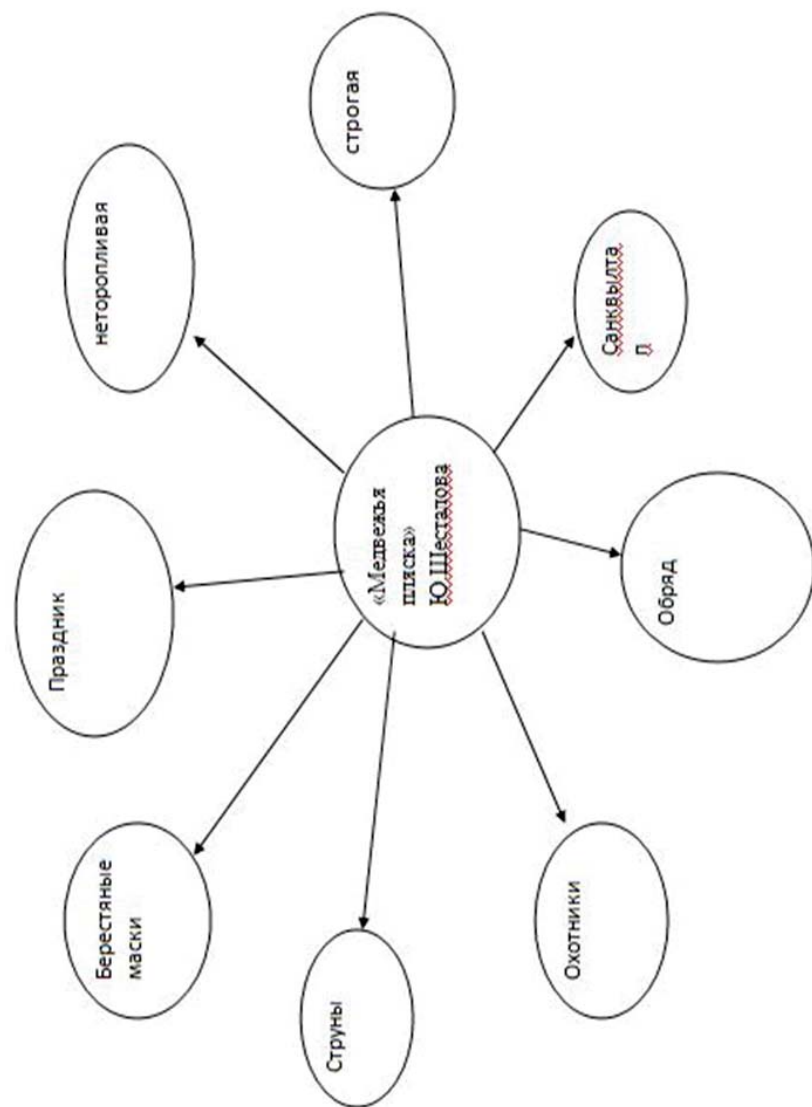 Праздник
Берестяные
маски
неторопливая
Струны
строгая
«Медвежья
пляска»
Ю.Шесталова
Охотники
Санквылта
п
Обряд